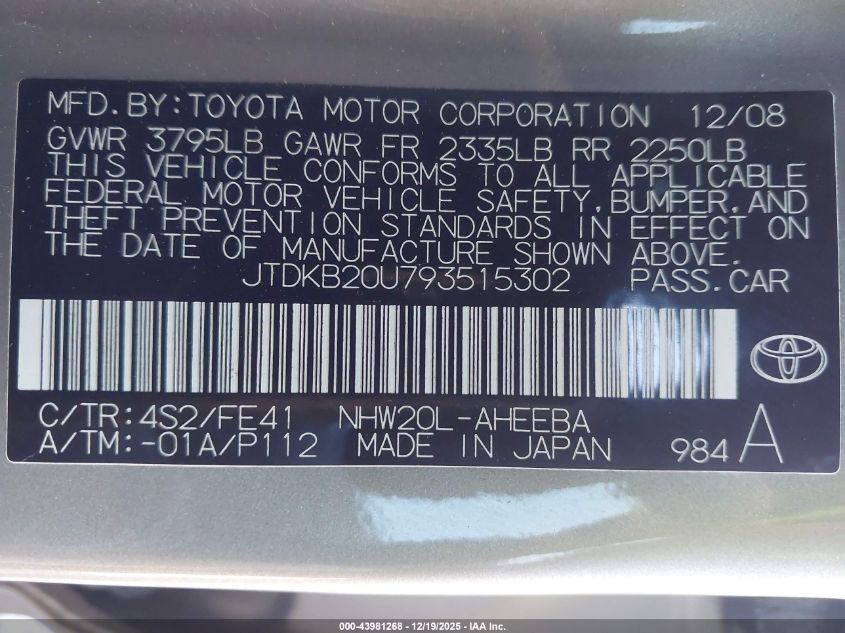 MFD.BY:TOYOTA MOTOR CORPORATION 12/08
GVWR 3795LB GAWR FR 2335LB RR 2250LB
THIS VEHICLE CONFORMS TO ALL APPLICABLE
FEDERAL MOTOR VEHICLE SAFETY,BUMPER,AND
THEFT PREVENTION STANDARDS IN EFFECT ON
THE DATE OF MANUFACTURE SHOWN ABOVE.
JTDKB20U793515302 PASS.CAR
C/TR:4S2/FE41 NHW20L-AHEEBA
A/TM:-01A/P112 MADE IN JAPAN 984 A
000-43981268 - 12/19/2025 - IAA Inc.